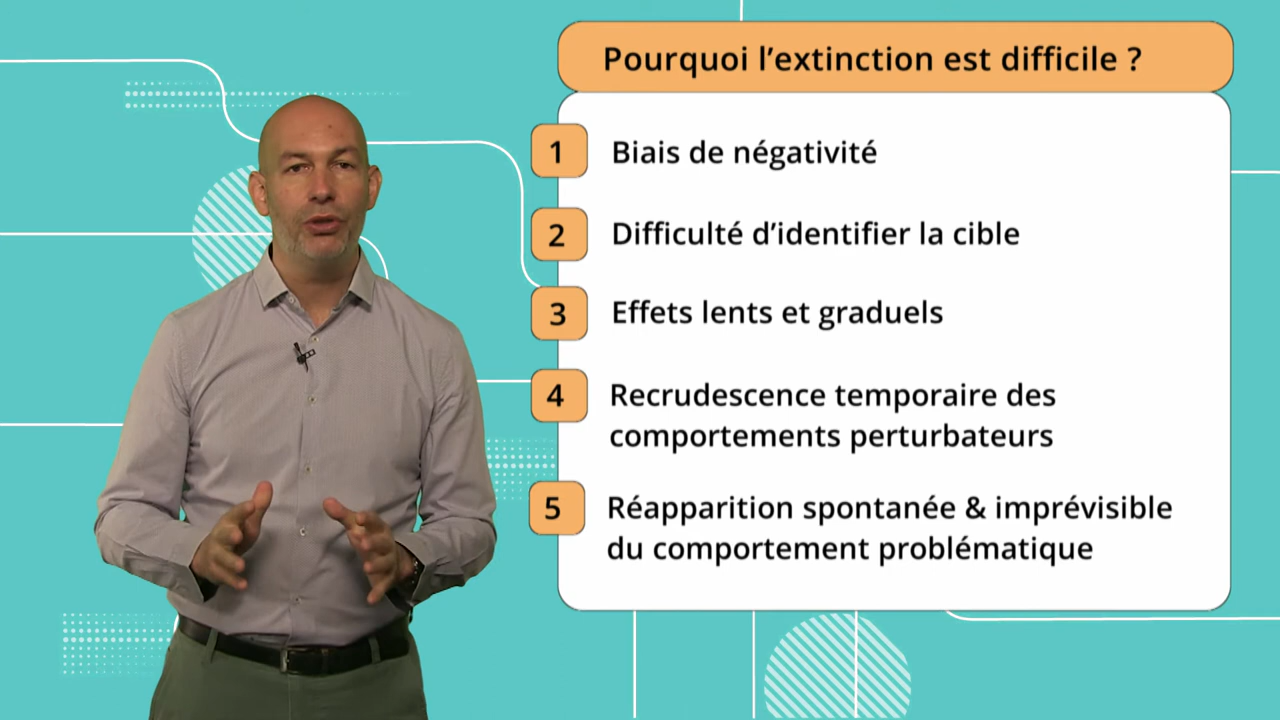 Pourquoi l’extinction est difficile ?
1 Biais de négativité
2 Difficulté d’identifier la cible
3 Effets lents et graduels
4 Recrudescence temporaire des
comportements perturbateurs
5 Réapparition spontanée & imprévisible
du comportement problématique